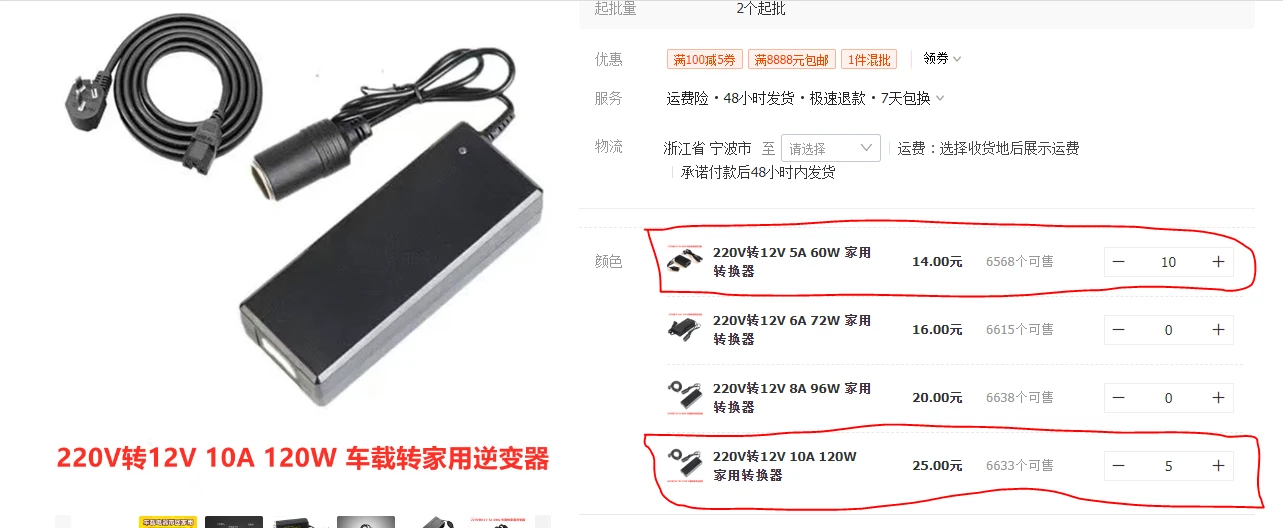 起批量 2个起批
优惠 满100减5券 满8888元包邮 1件混批 领券
服务 运费险・48小时发货・极速退款・7天包换
物流 浙江省 宁波市 至 请选择 运费：选择收货地后展示运费
承诺付款后48小时内发货
颜色
220V转12V 5A 60W 家用
转换器
14.00元 6568个可售 — 10 +
220V转12V 6A 72W 家用
转换器
16.00元 6615个可售 — 0 +
220V转12V 8A 96W 家用
转换器
20.00元 6638个可售 — 0 +
220V转12V 10A 120W
家用转换器
25.00元 6633个可售 — 5 +
220V转12V 10A 120W 车载转家用逆变器